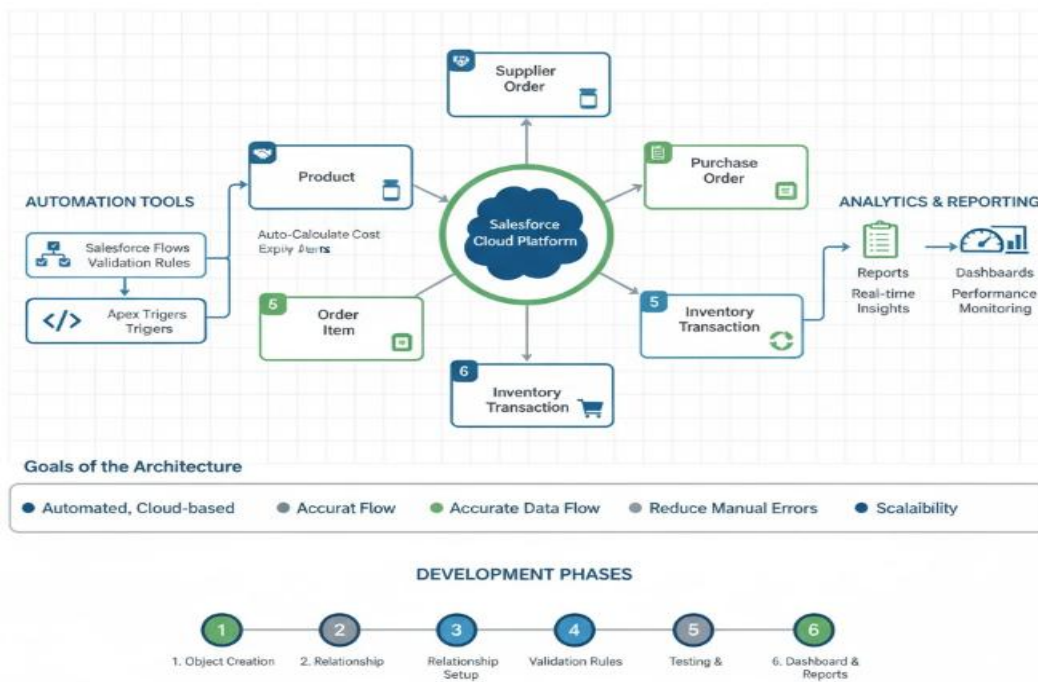 Supplier
Order
Product
Purchase
Order
AUTOMATION TOOLS
Salesforce Flows
Validation Rules
Apex Trigers
Trigers
Auto-Calculate Cost
Salesforce
Cloud Platform
ANALYTICS & REPORTING
Reports
Real-time
Insights
Dashbaards
Performance
Monitoring
5
Order
Item
5
Inventory
Transaction
6
Inventory
Transaction
Goals of the Architecture
Automated, Cloud-based
Accurat Flow
Accurate Data Flow
Reduce Manual Errors
Scalaibility
DEVELOPMENT PHASES
1
2
3
4
5
6
1. Object Creation
2. Relationship
Relationship
Setup
Validation Rules
Testing &
6. Dashboard &
Reports